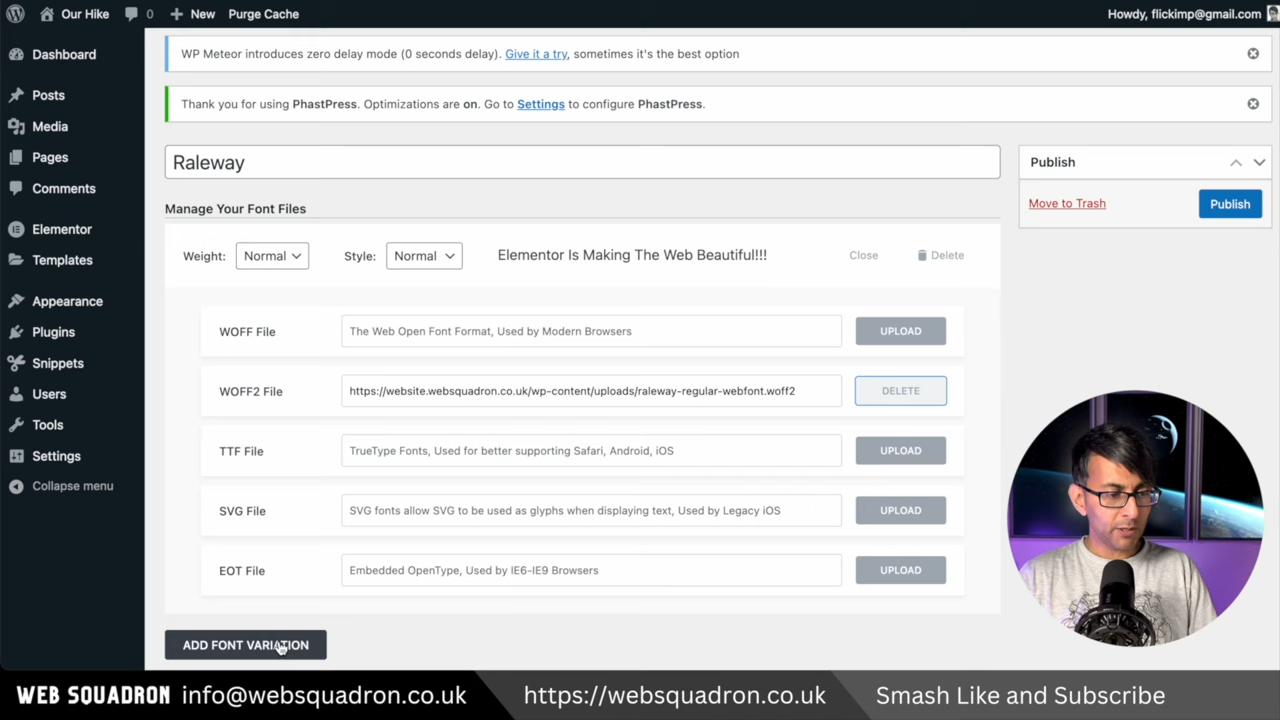 Our Hike
0
New
Purge Cache
Howdy, flickimp@gmail.com
Dashboard
Posts
Media
Pages
Comments
Elementor
Templates
Appearance
Plugins
Snippets
Users
Tools
Settings
Collapse menu
WP Meteor introduces zero delay mode (0 seconds delay). Give it a try, sometimes it's the best option
Thank you for using PhastPress. Optimizations are on. Go to Settings to configure PhastPress.
Raleway
Publish
Move to Trash
Publish
Manage Your Font Files
Weight: Normal Style: Normal Elementor Is Making The Web Beautiful!!! Close Delete
WOFF File The Web Open Font Format, Used by Modern Browsers UPLOAD
WOFF2 File https://website.websquadron.co.uk/wp-content/uploads/raleway-regular-webfont.woff2 DELETE
TTF File TrueType Fonts, Used for better supporting Safari, Android, iOS UPLOAD
SVG File SVG fonts allow SVG to be used as glyphs when displaying text, Used by Legacy iOS UPLOAD
EOT File Embedded OpenType, Used by IE6-IE9 Browsers UPLOAD
ADD FONT VARIATION
WEB SQUADRON info@websquadron.co.uk https://websquadron.co.uk Smash Like and Subscribe